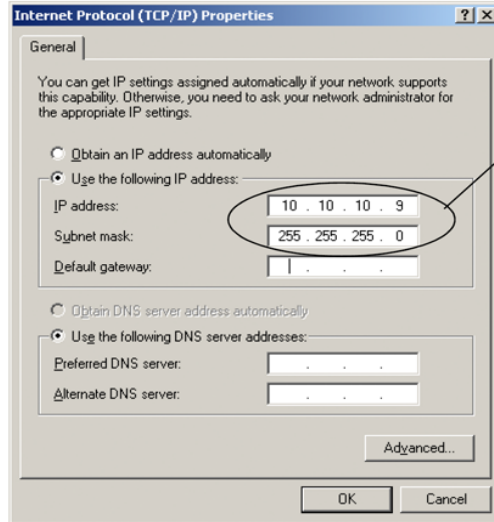 Internet Protocol (TCP/IP) Properties
General
You can get IP settings assigned automatically if your network supports
this capability. Otherwise, you need to ask your network administrator for
the appropriate IP settings.
Obtain an IP address automatically
Use the following IP address:
IP address: 10 . 10 . 10 . 9
Subnet mask: 255 . 255 . 255 . 0
Default gateway: . . .
Obtain DNS server address automatically
Use the following DNS server addresses:
Preferred DNS server: . . .
Alternate DNS server: . . .
Advanced...
OK Cancel